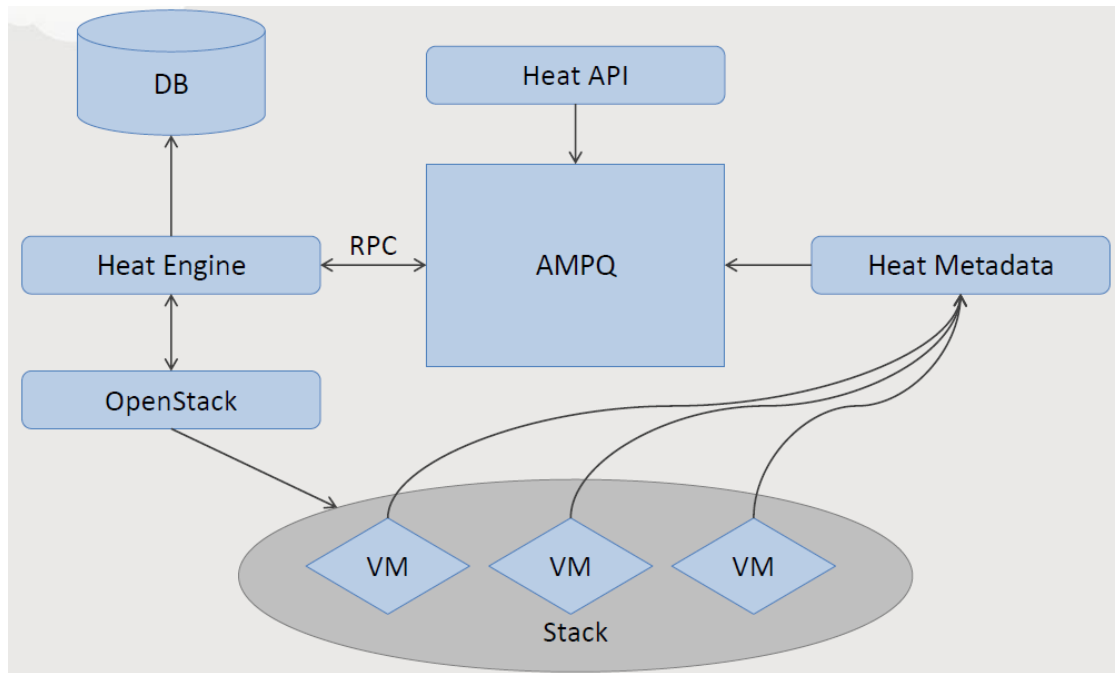 DB
Heat API
RPC
Heat Engine
AMPQ
Heat Metadata
OpenStack
VM
VM
VM
Stack